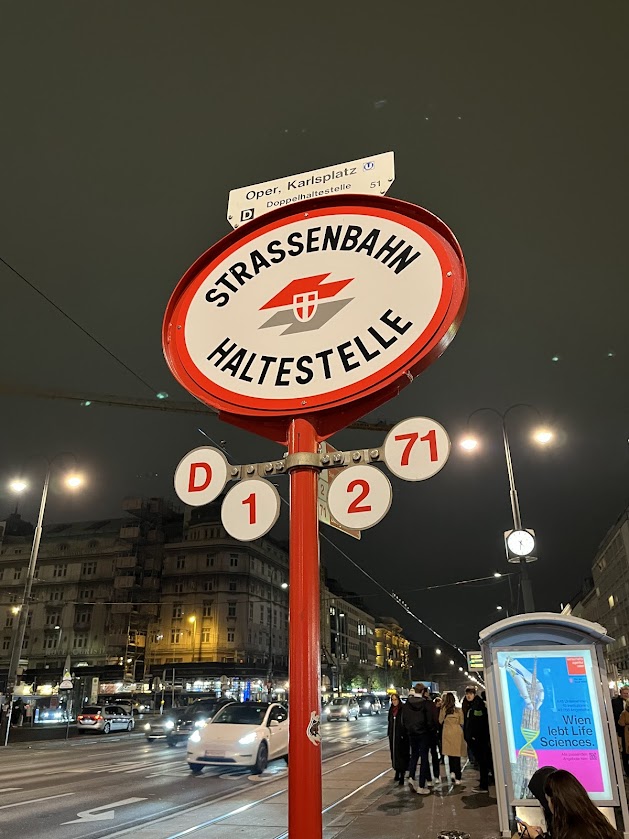 Oper, Karlsplatz U
D Doppelhaltestelle 51
STRASSENBAHN
HALTESTELLE
D
1
2
71
Wien
lebt Life
Sciences.